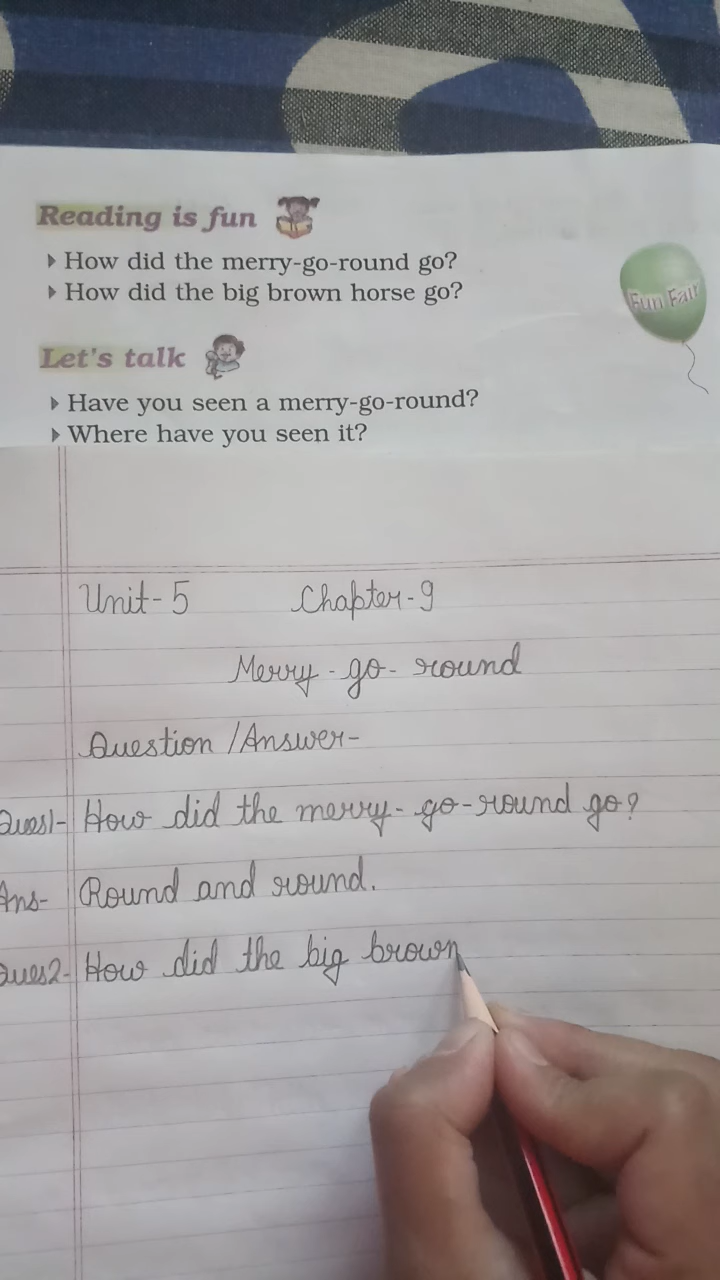 Reading is fun
How did the merry-go-round go?
How did the big brown horse go?
Fun Fair
Let's talk
Have you seen a merry-go-round?
Where have you seen it?
Unit-5 Chapter-9
Merry-go-round
Question /Answer-
Ques1- How did the merry-go-round go?
Ans- Round and round.
Ques2- How did the big brown